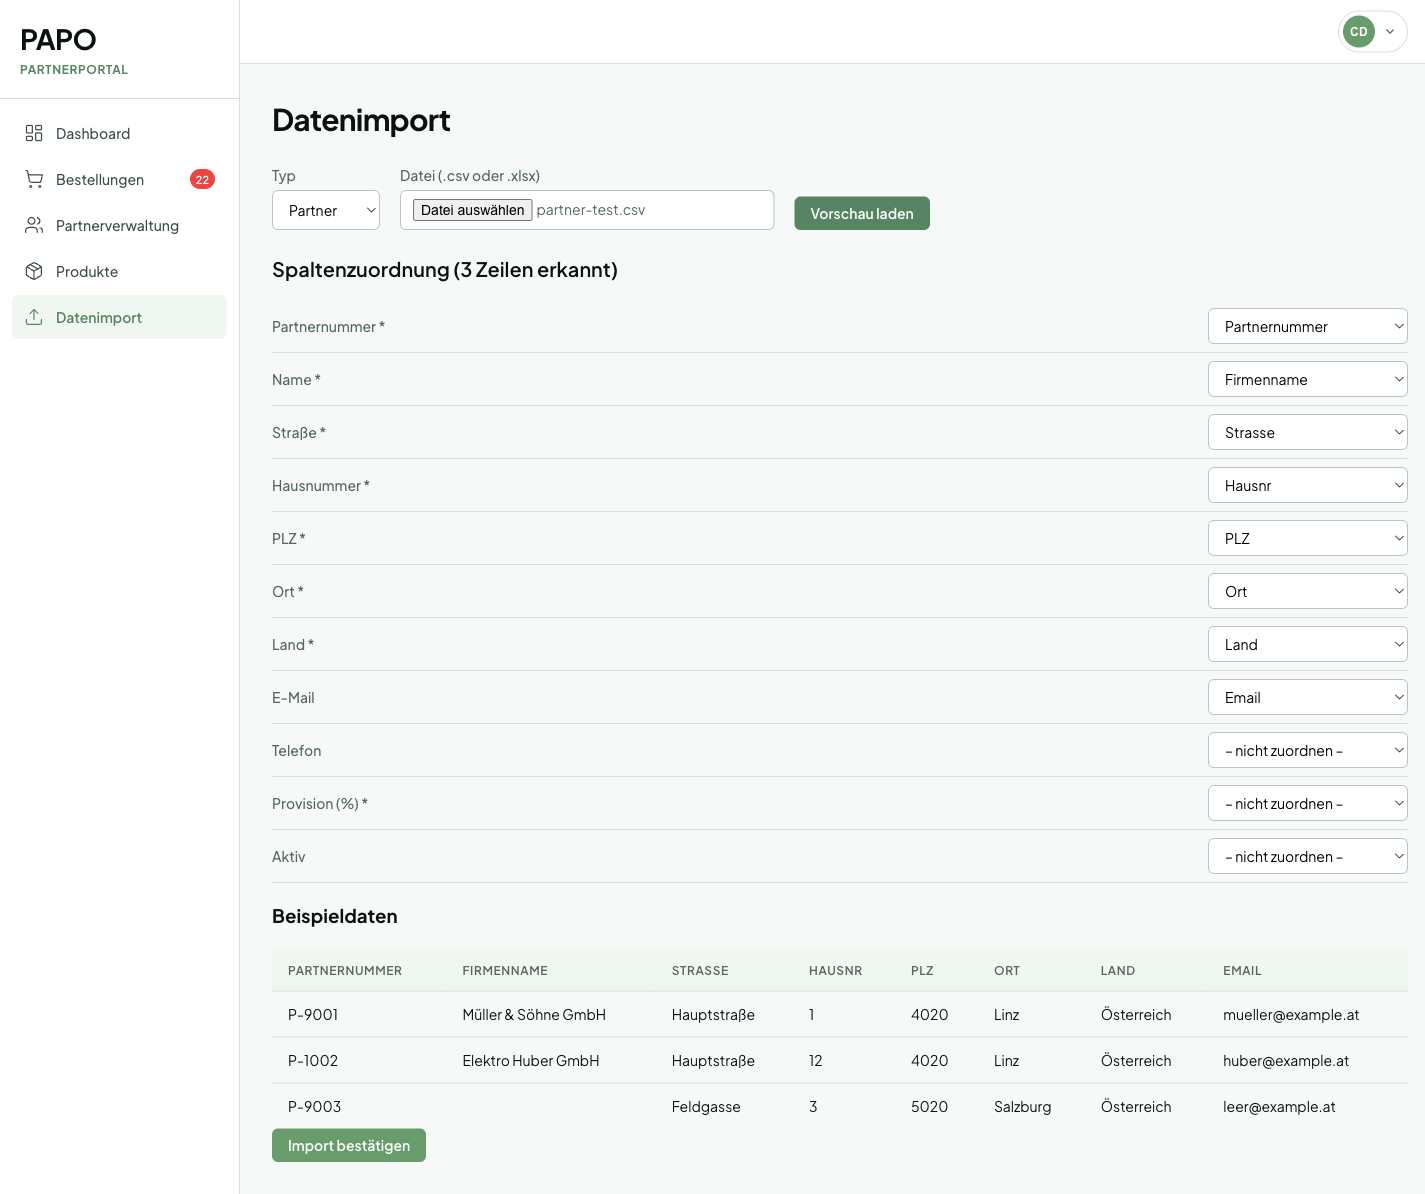 PAPO
PARTNERPORTAL
CD
Dashboard
Bestellungen 22
Partnerverwaltung
Produkte
Datenimport
Datenimport
Typ Datei (.csv oder .xlsx)
Partner Datei auswählen partner-test.csv Vorschau laden
Spaltenzuordnung (3 Zeilen erkannt)
Partnernummer * Partnernummer
Name * Firmenname
Straße * Strasse
Hausnummer * Hausnr
PLZ * PLZ
Ort * Ort
Land * Land
E-Mail Email
Telefon – nicht zuordnen –
Provision (%) * – nicht zuordnen –
Aktiv – nicht zuordnen –
Beispieldaten
PARTNERNUMMER FIRMENNAME STRASSE HAUSNR PLZ ORT LAND EMAIL
P-9001 Müller & Söhne GmbH Hauptstraße 1 4020 Linz Österreich mueller@example.at
P-1002 Elektro Huber GmbH Hauptstraße 12 4020 Linz Österreich huber@example.at
P-9003 Feldgasse 3 5020 Salzburg Österreich leer@example.at
Import bestätigen